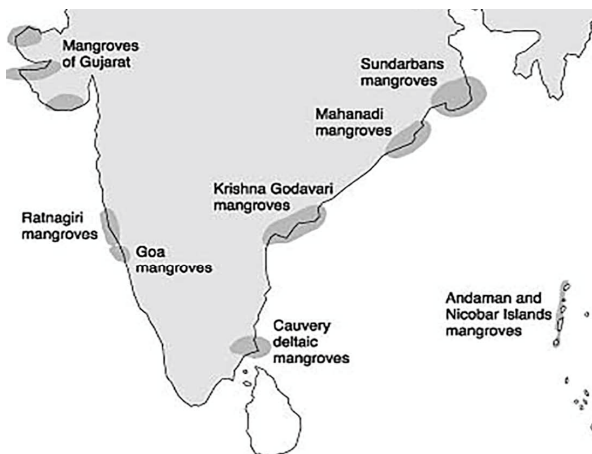 Mangroves
of Gujarat
Sundarbans
mangroves
Mahanadi
mangroves
Krishna Godavari
mangroves
Ratnagiri
mangroves
Goa
mangroves
Andaman and
Nicobar Islands
mangroves
Cauvery
deltaic
mangroves